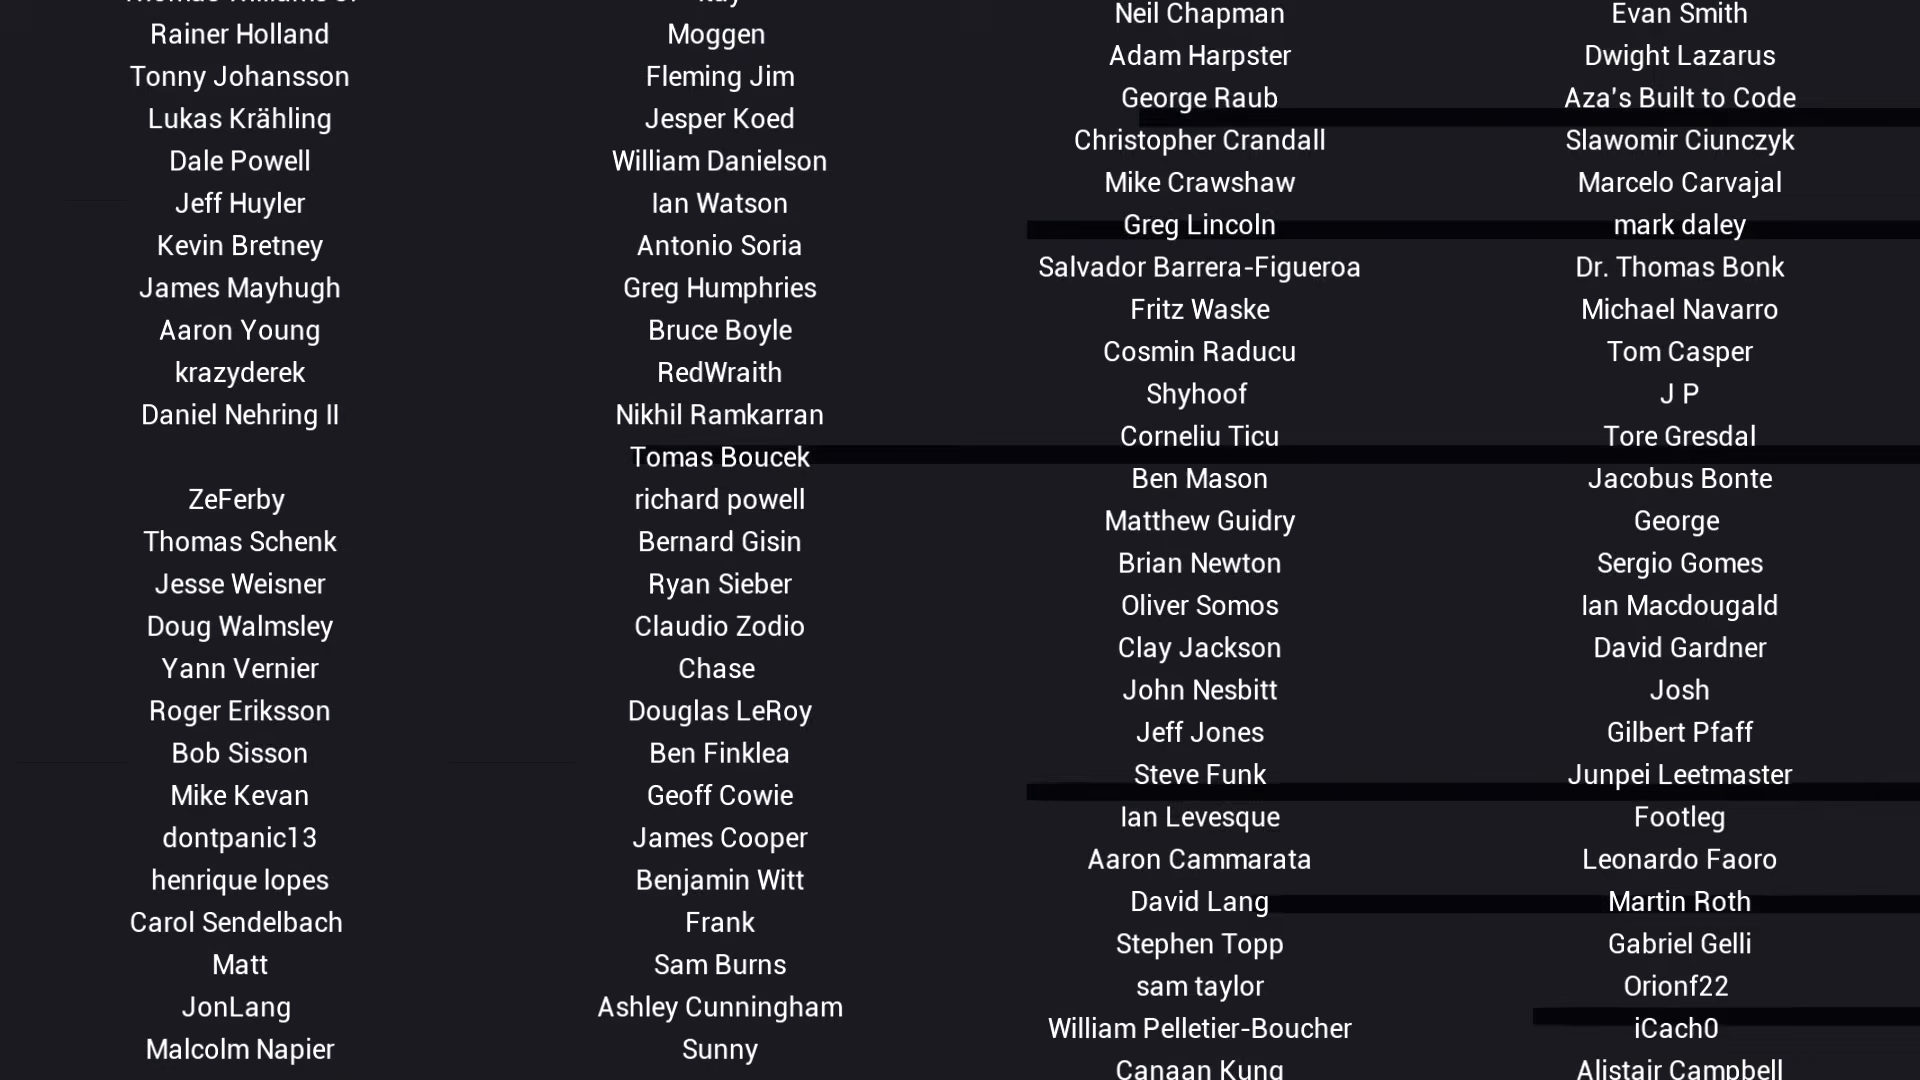 Rainer Holland
Tonny Johansson
Lukas Krähling
Dale Powell
Jeff Huyler
Kevin Bretney
James Mayhugh
Aaron Young
krazyderek
Daniel Nehring II
ZeFerby
Thomas Schenk
Jesse Weisner
Doug Walmsley
Yann Vernier
Roger Eriksson
Bob Sisson
Mike Kevan
dontpanic13
henrique lopes
Carol Sendelbach
Matt
JonLang
Malcolm Napier
Moggen
Fleming Jim
Jesper Koed
William Danielson
Ian Watson
Antonio Soria
Greg Humphries
Bruce Boyle
RedWraith
Nikhil Ramkarran
Tomas Boucek
richard powell
Bernard Gisin
Ryan Sieber
Claudio Zodio
Chase
Douglas LeRoy
Ben Finklea
Geoff Cowie
James Cooper
Benjamin Witt
Frank
Sam Burns
Ashley Cunningham
Sunny
Neil Chapman
Adam Harpster
George Raub
Christopher Crandall
Mike Crawshaw
Greg Lincoln
Salvador Barrera-Figueroa
Fritz Waske
Cosmin Raducu
Shyhoof
Corneliu Ticu
Ben Mason
Matthew Guidry
Brian Newton
Oliver Somos
Clay Jackson
John Nesbitt
Jeff Jones
Steve Funk
Ian Levesque
Aaron Cammarata
David Lang
Stephen Topp
sam taylor
William Pelletier-Boucher
Canaan Kung
Evan Smith
Dwight Lazarus
Aza's Built to Code
Slawomir Ciunczyk
Marcelo Carvajal
mark daley
Dr. Thomas Bonk
Michael Navarro
Tom Casper
J P
Tore Gresdal
Jacobus Bonte
George
Sergio Gomes
Ian Macdougald
David Gardner
Josh
Gilbert Pfaff
Junpei Leetmaster
Footleg
Leonardo Faoro
Martin Roth
Gabriel Gelli
Orionf22
iCach0
Alistair Campbell